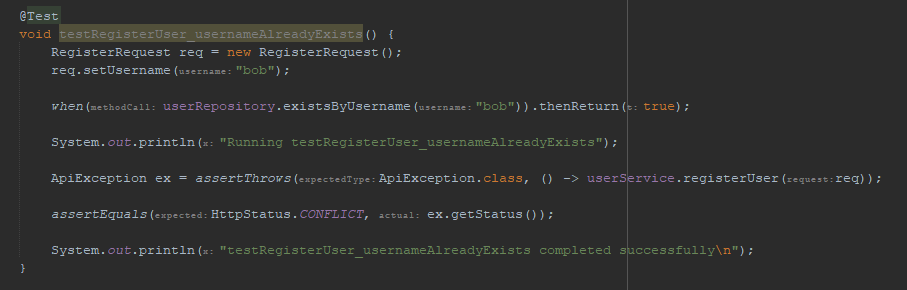 @Test
void testRegisterUser_usernameAlreadyExists() {
RegisterRequest req = new RegisterRequest();
req.setUsername( username: "bob");
when( methodCall: userRepository.existsByUsername( username: "bob")).thenReturn( t: true);
System.out.println( x: "Running testRegisterUser_usernameAlreadyExists");
ApiException ex = assertThrows( expectedType: ApiException.class, () -> userService.registerUser( request: req));
assertEquals( expected: HttpStatus.CONFLICT, actual: ex.getStatus());
System.out.println( x: "testRegisterUser_usernameAlreadyExists completed successfully\n");
}